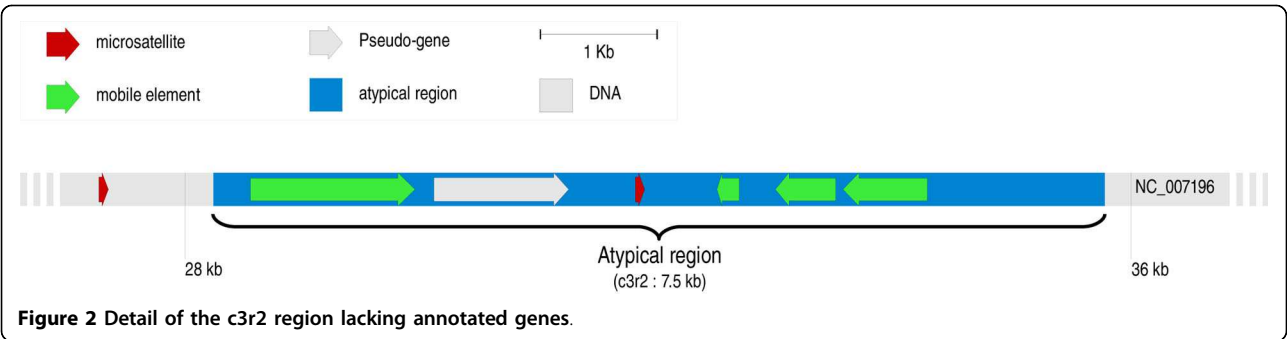 microsatellite
Pseudo-gene
1 Kb
mobile element
atypical region
DNA
NC_007196
28 kb
Atypical region
(c3r2 : 7.5 kb)
36 kb
Figure 2 Detail of the c3r2 region lacking annotated genes.